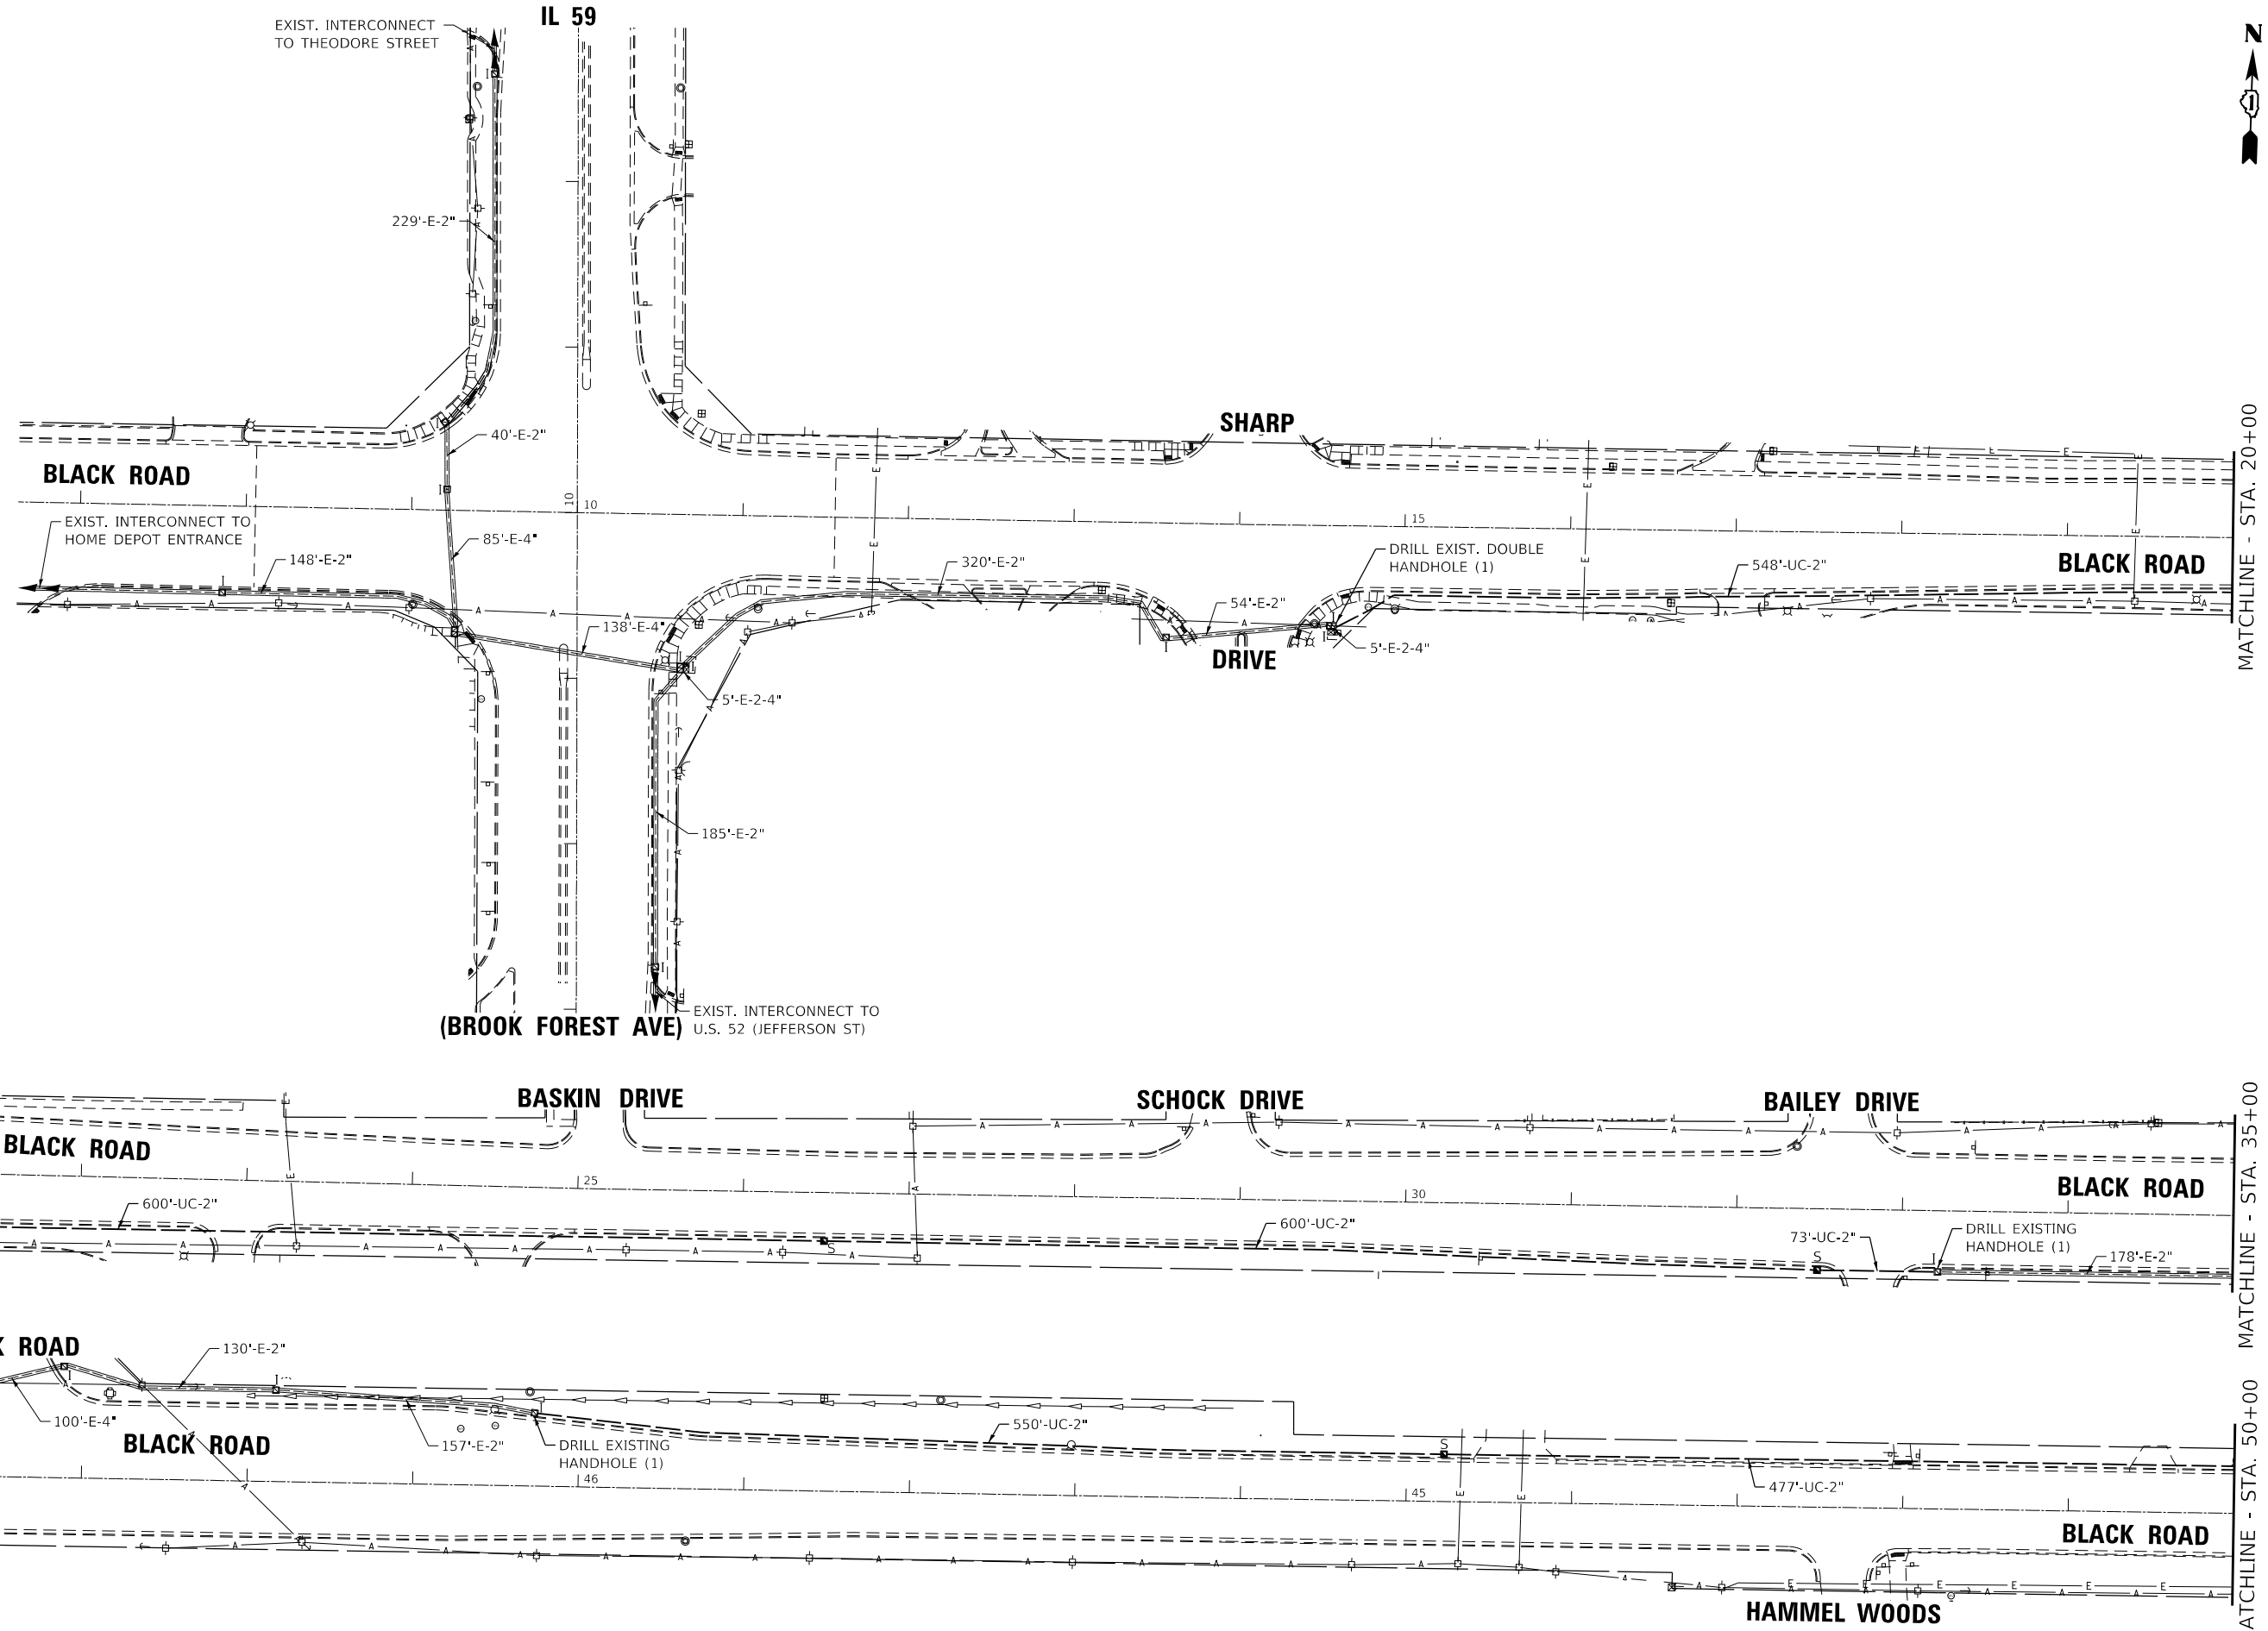 IL 59
EXIST. INTERCONNECT
TO THEODORE STREET
N
1
229'-E-2"
40'-E-2"
SHARP
BLACK ROAD
10
10
15
EXIST. INTERCONNECT TO
HOME DEPOT ENTRANCE
85'-E-4"
148'-E-2"
320'-E-2"
DRILL EXIST. DOUBLE
HANDHOLE (1)
548'-UC-2"
BLACK ROAD
MATCHLINE - STA. 20+00
138'-E-4"
54'-E-2"
5'-E-2-4"
DRIVE
5'-E-2-4"
185'-E-2"
EXIST. INTERCONNECT TO
U.S. 52 (JEFFERSON ST)
(BROOK FOREST AVE)
BASKIN DRIVE
SCHOCK DRIVE
BAILEY DRIVE
BLACK ROAD
25
30
BLACK ROAD
MATCHLINE - STA. 35+00
600'-UC-2"
S
600'-UC-2"
73'-UC-2"
S
DRILL EXISTING
HANDHOLE (1)
178'-E-2"
K ROAD
130'-E-2"
100'-E-4"
BLACK ROAD
157'-E-2"
DRILL EXISTING
HANDHOLE (1)
550'-UC-2"
S
477'-UC-2"
46
45
BLACK ROAD
HAMMEL WOODS
ATCHLINE - STA. 50+00